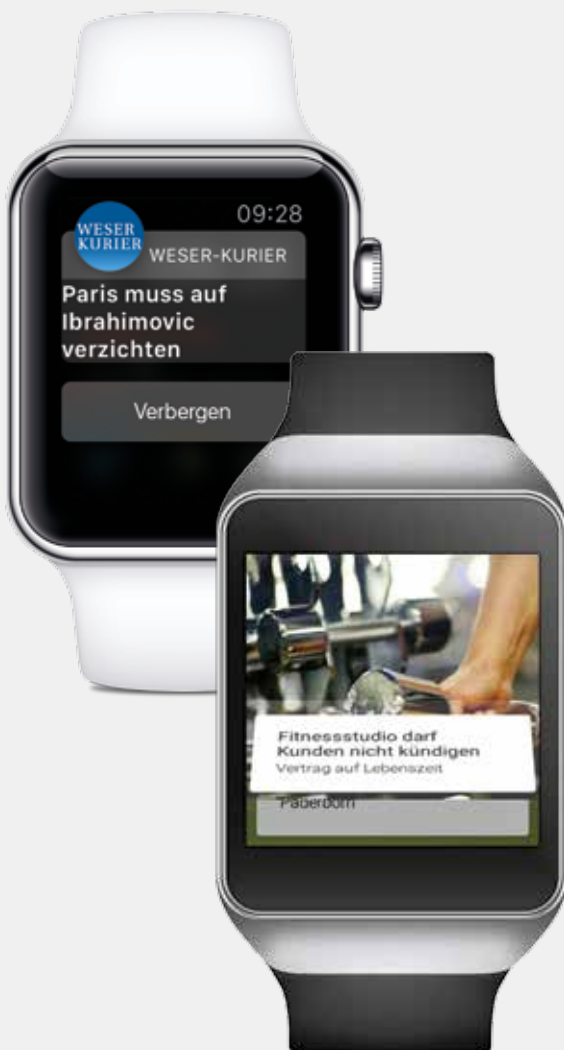 09:28
WESER
KURIER
WESER-KURIER
Paris muss auf
Ibrahimovic
verzichten
Verbergen
Fitnessstudio darf
Kunden nicht kündigen
Vertrag auf Lebenszeit
Paderborn